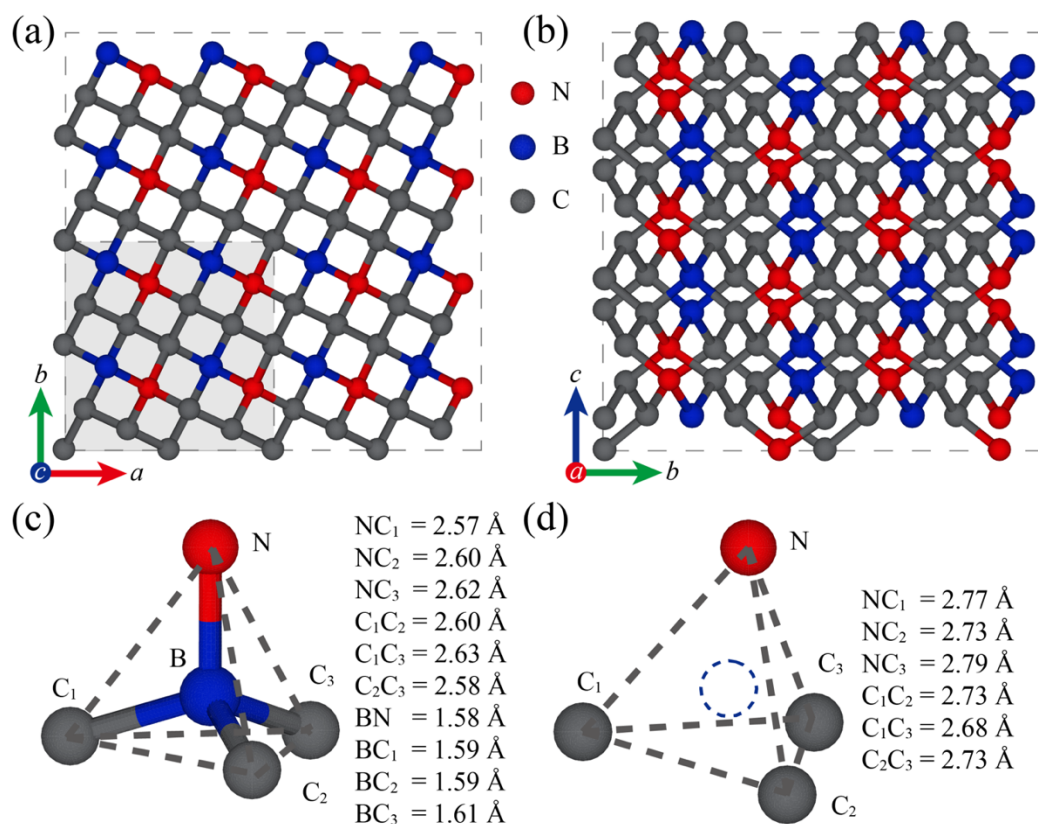 (a)
(b)
N
B
C
b
c
a
c
a
b
(c)
N
B
C₁
C₃
C₂
NC₁ = 2.57 Å
NC₂ = 2.60 Å
NC₃ = 2.62 Å
C₁C₂ = 2.60 Å
C₁C₃ = 2.63 Å
C₂C₃ = 2.58 Å
BN = 1.58 Å
BC₁ = 1.59 Å
BC₂ = 1.59 Å
BC₃ = 1.61 Å
(d)
N
C₁
C₃
C₂
NC₁ = 2.77 Å
NC₂ = 2.73 Å
NC₃ = 2.79 Å
C₁C₂ = 2.73 Å
C₁C₃ = 2.68 Å
C₂C₃ = 2.73 Å